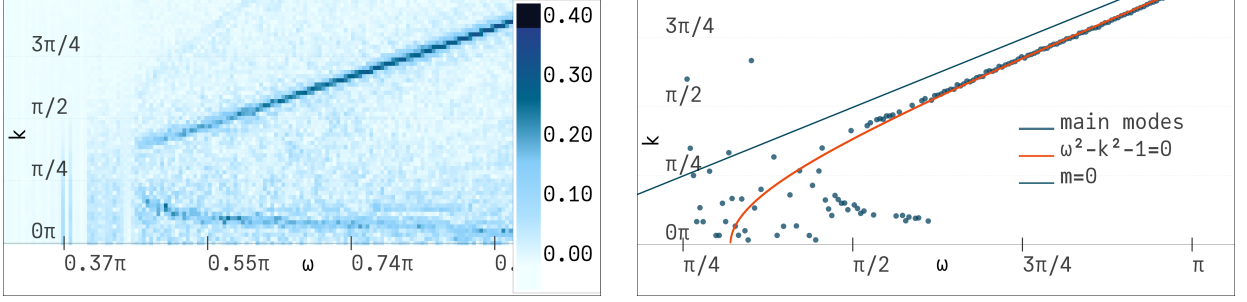 3π/4
π/2
π/4
0π
k
0.37π
0.55π
ω
0.74π
0.
0.40
0.30
0.20
0.10
0.00
3π/4
π/2
π/4
0π
k
π/4
π/2
ω
3π/4
π
main modes
ω²-k²-1=0
m=0